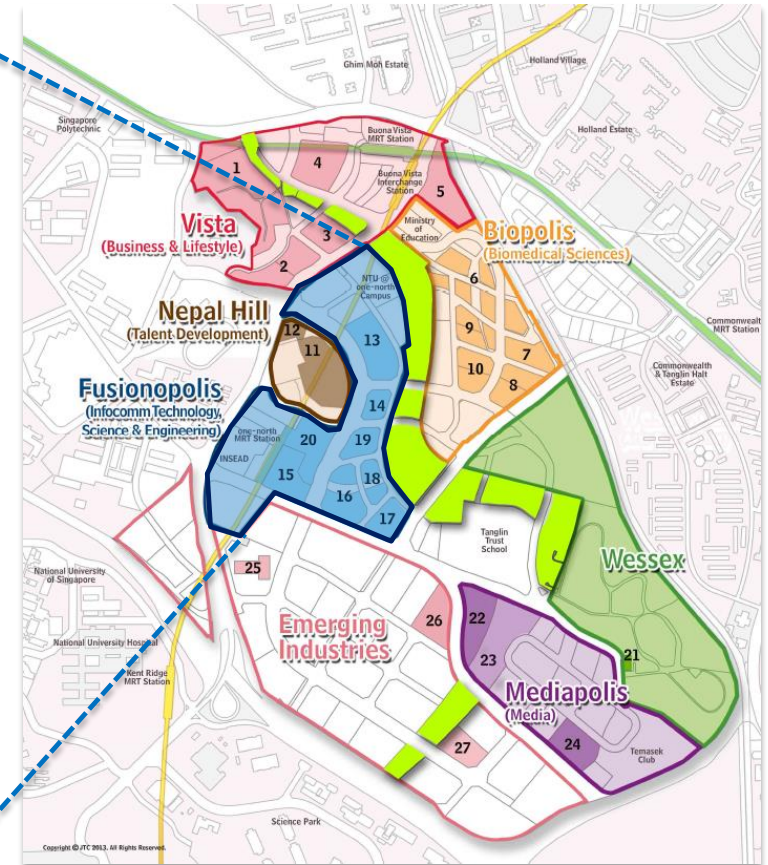 Ghim Moh Estate
Holland Village
Singapore
Polytechnic
Buona Vista
MRT Station
Holland Estate
1
4
Buona Vista
Interchange
Station
5
Vista
(Business & Lifestyle)
3
2
Ministry
of
Education
Biopolis
(Biomedical Sciences)
6
NTU @
one-north
Campus
Nepal Hill
(Talent Development)
12
11
13
9
7
10
8
Commonwealt
MRT Station
Commonwealth
& Tanglin Halt
Estate
Fusionopolis
(Infocomm Technology,
Science & Engineering)
14
one-north
MRT Station
20
19
INSEAD
15
18
16
17
Tanglin
Trust
School
Wessex
National University
of Singapore
25
Emerging
Industries
26
22
National University Hospital
23
21
Kent Ridge
MRT Station
Mediapolis
(Media)
27
24
Temasek
Club
Science Park
Copyright © JTC 2013. All Rights Reserved.